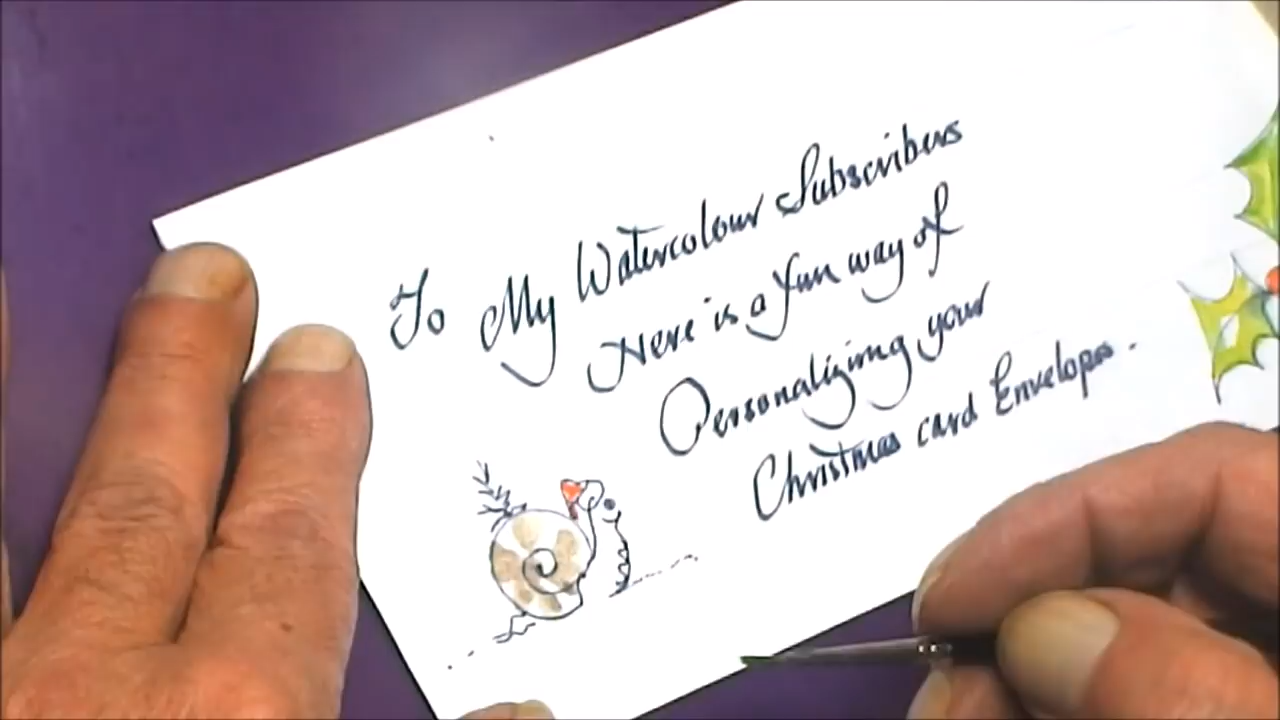 To My Watercolour Subscribers
Here is a fun way of
Personalizing your
Christmas card Envelopes.